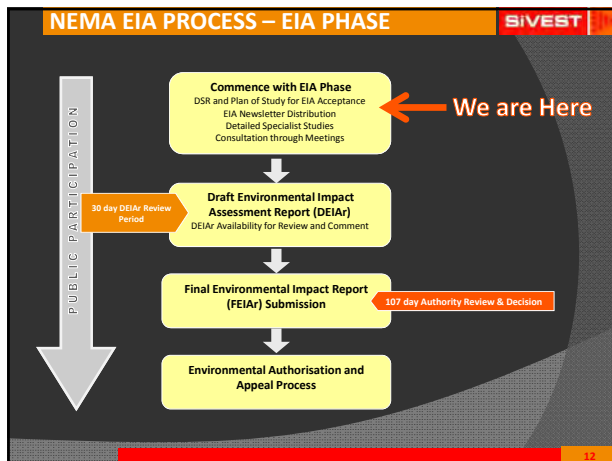 NEMA EIA PROCESS – EIA PHASE
SiVEST
Commence with EIA Phase
DSR and Plan of Study for EIA Acceptance
EIA Newsletter Distribution
Detailed Specialist Studies
Consultation through Meetings
We are Here
PUBLIC PARTICIPATION
30 day DEIAr Review
Period
Draft Environmental Impact
Assessment Report (DEIAr)
DEIAr Availability for Review and Comment
Final Environmental Impact Report
(FEIAr) Submission
107 day Authority Review & Decision
Environmental Authorisation and
Appeal Process
12